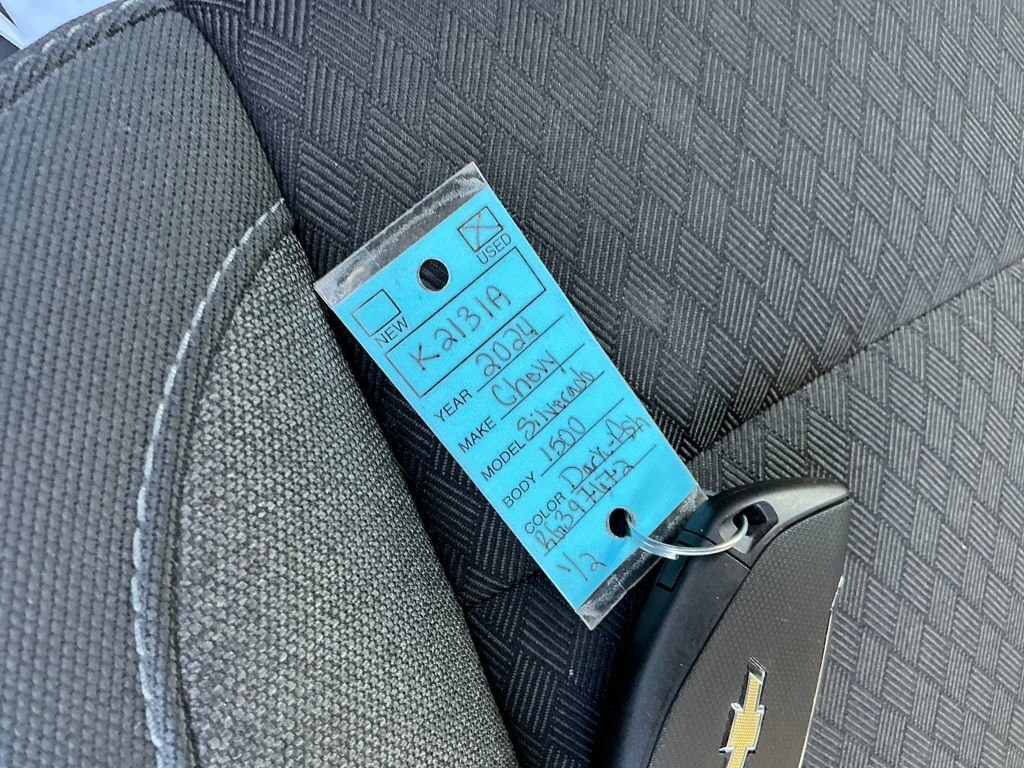 NEW
USED
K2131A
YEAR 2024
MAKE Chevy
MODEL Silverado
BODY 1500
COLOR Dark-Ash
1/2